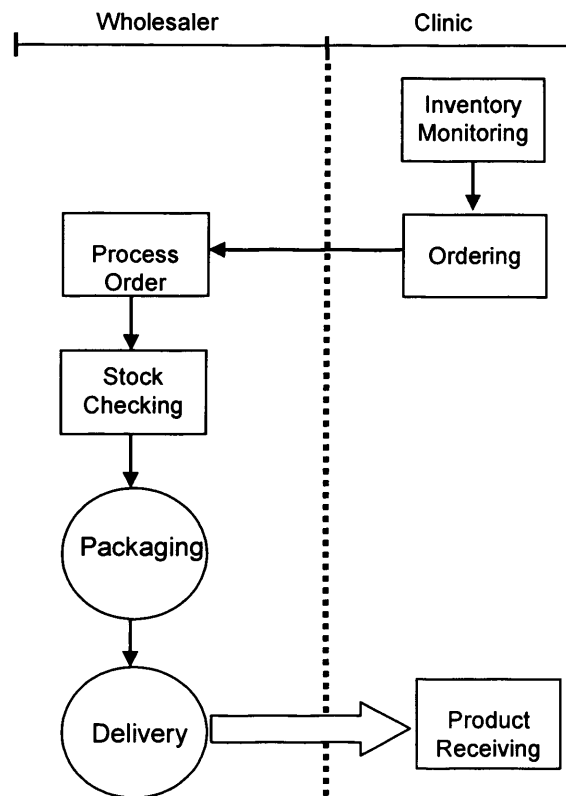 Wholesaler Clinic
Inventory
Monitoring
Ordering
Process
Order
Stock
Checking
Packaging
Delivery
Product
Receiving